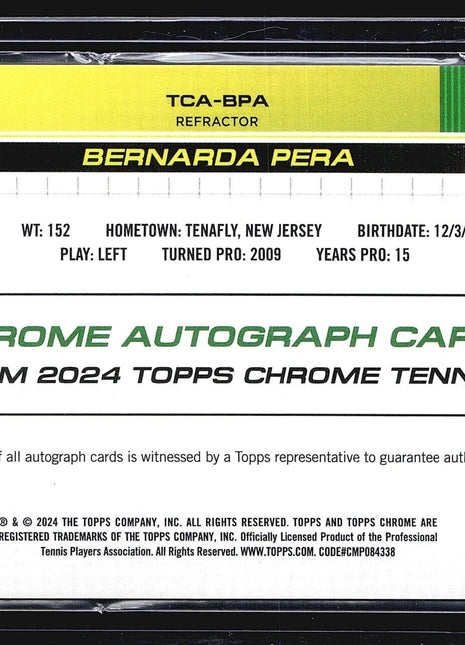 TCA-BPA
REFRACTOR
BERNARDA PERA
WT: 152 HOMETOWN: TENAFLY, NEW JERSEY BIRTHDATE: 12/3/
PLAY: LEFT TURNED PRO: 2009 YEARS PRO: 15
ROME AUTOGRAPH CAR
M 2024 TOPPS CHROME TENN
f all autograph cards is witnessed by a Topps representative to guarantee auth
® & © 2024 THE TOPPS COMPANY, INC. ALL RIGHTS RESERVED. TOPPS AND TOPPS CHROME ARE
REGISTERED TRADEMARKS OF THE TOPPS COMPANY, INC. Officially Licensed Product of the Professional
Tennis Players Association. All Rights Reserved. WWW.TOPPS.COM. CODE#CMP084338